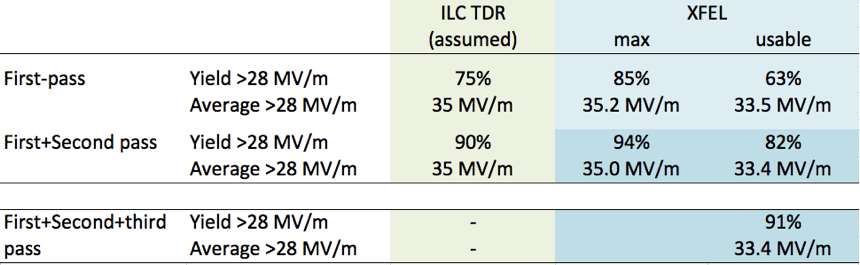 ILC TDR XFEL
(assumed) max usable
First-pass Yield >28 MV/m 75% 85% 63%
Average >28 MV/m 35 MV/m 35.2 MV/m 33.5 MV/m
First+Second pass Yield >28 MV/m 90% 94% 82%
Average >28 MV/m 35 MV/m 35.0 MV/m 33.4 MV/m
First+Second+third Yield >28 MV/m - 91%
pass Average >28 MV/m - 33.4 MV/m